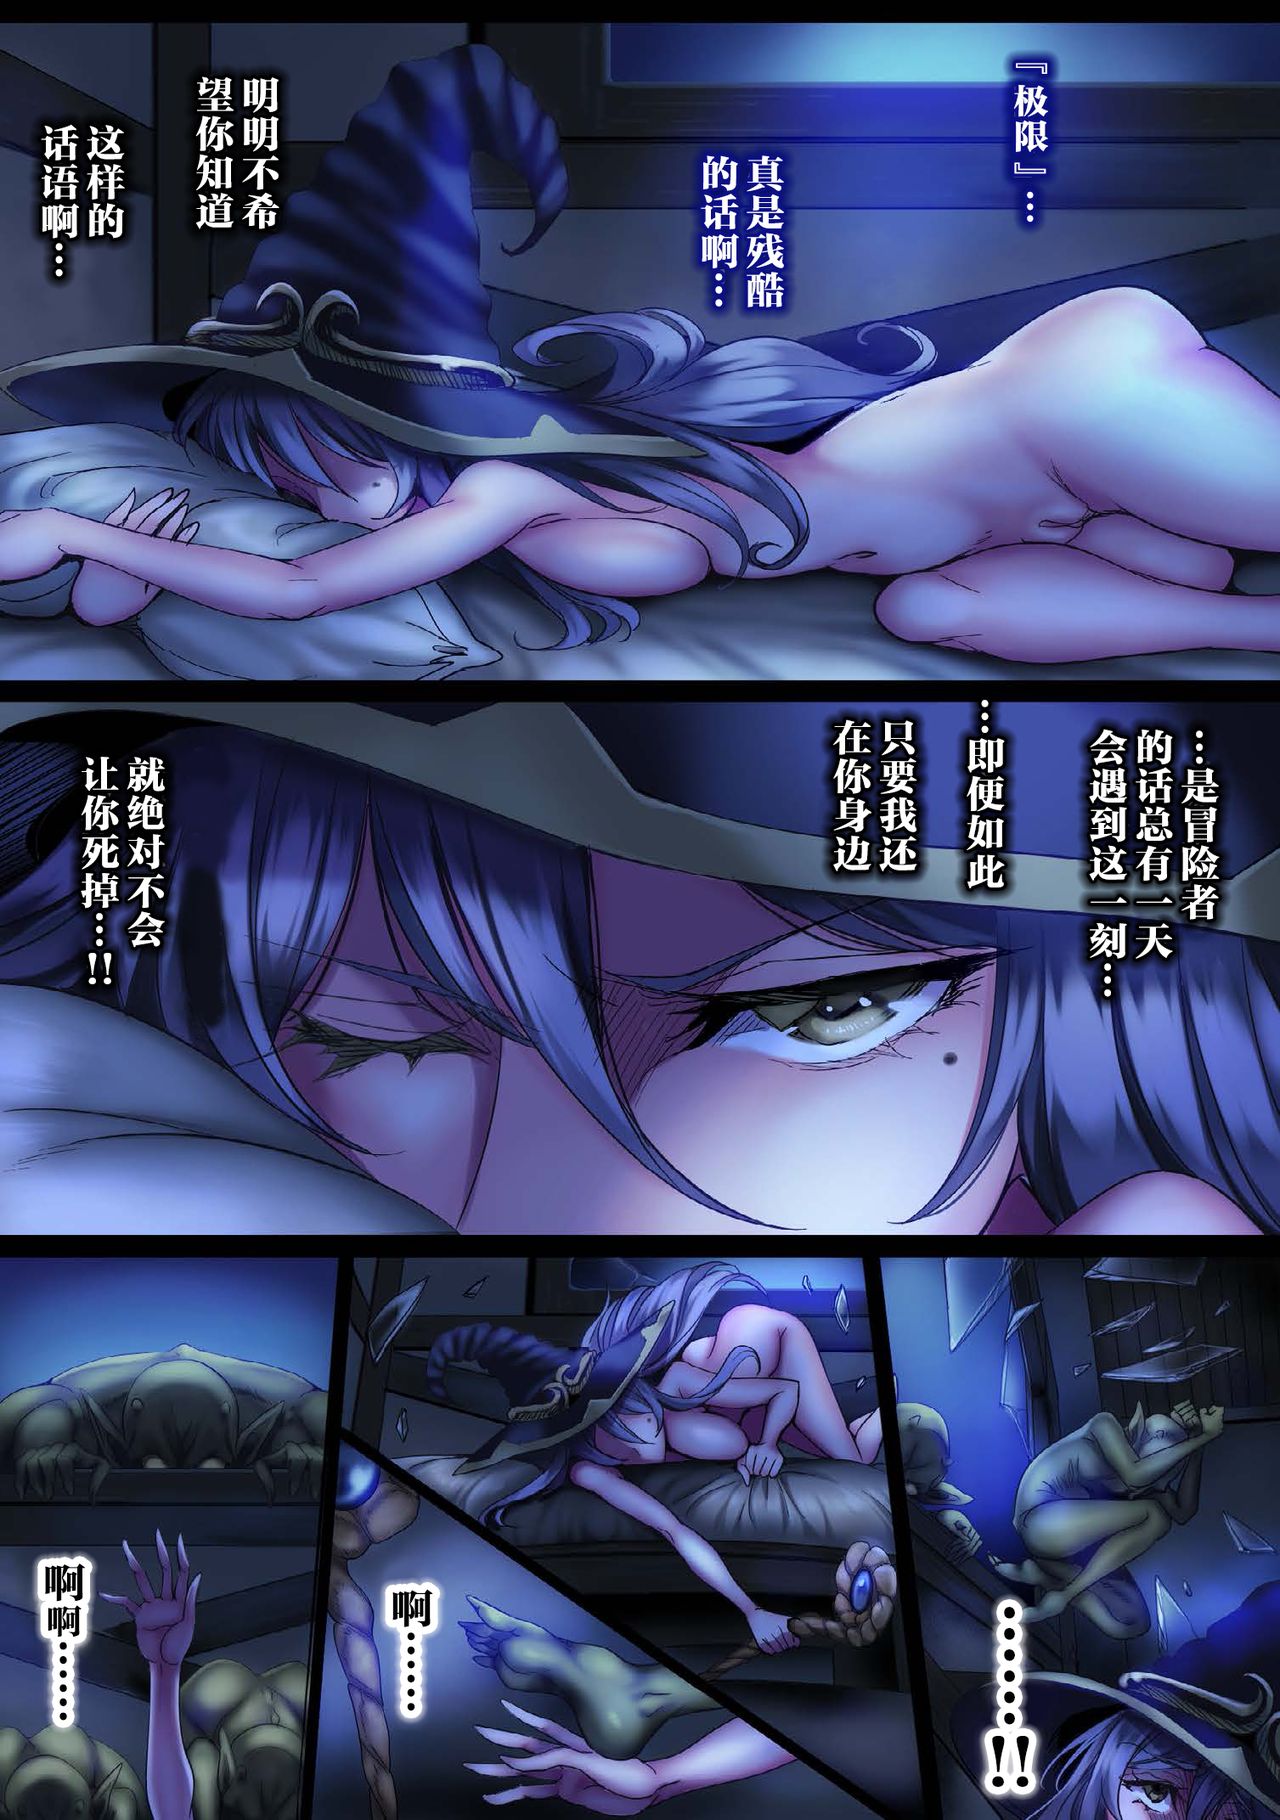 『极限』…
真是残酷
的话啊…
明明不希
望你知道
这样的
话语啊…
…是冒险者
的话总有一天
会遇到这一刻…
…即便如此
只要我还
在你身边
就绝对不会
让你死掉…!!
……!!
啊……
啊啊……